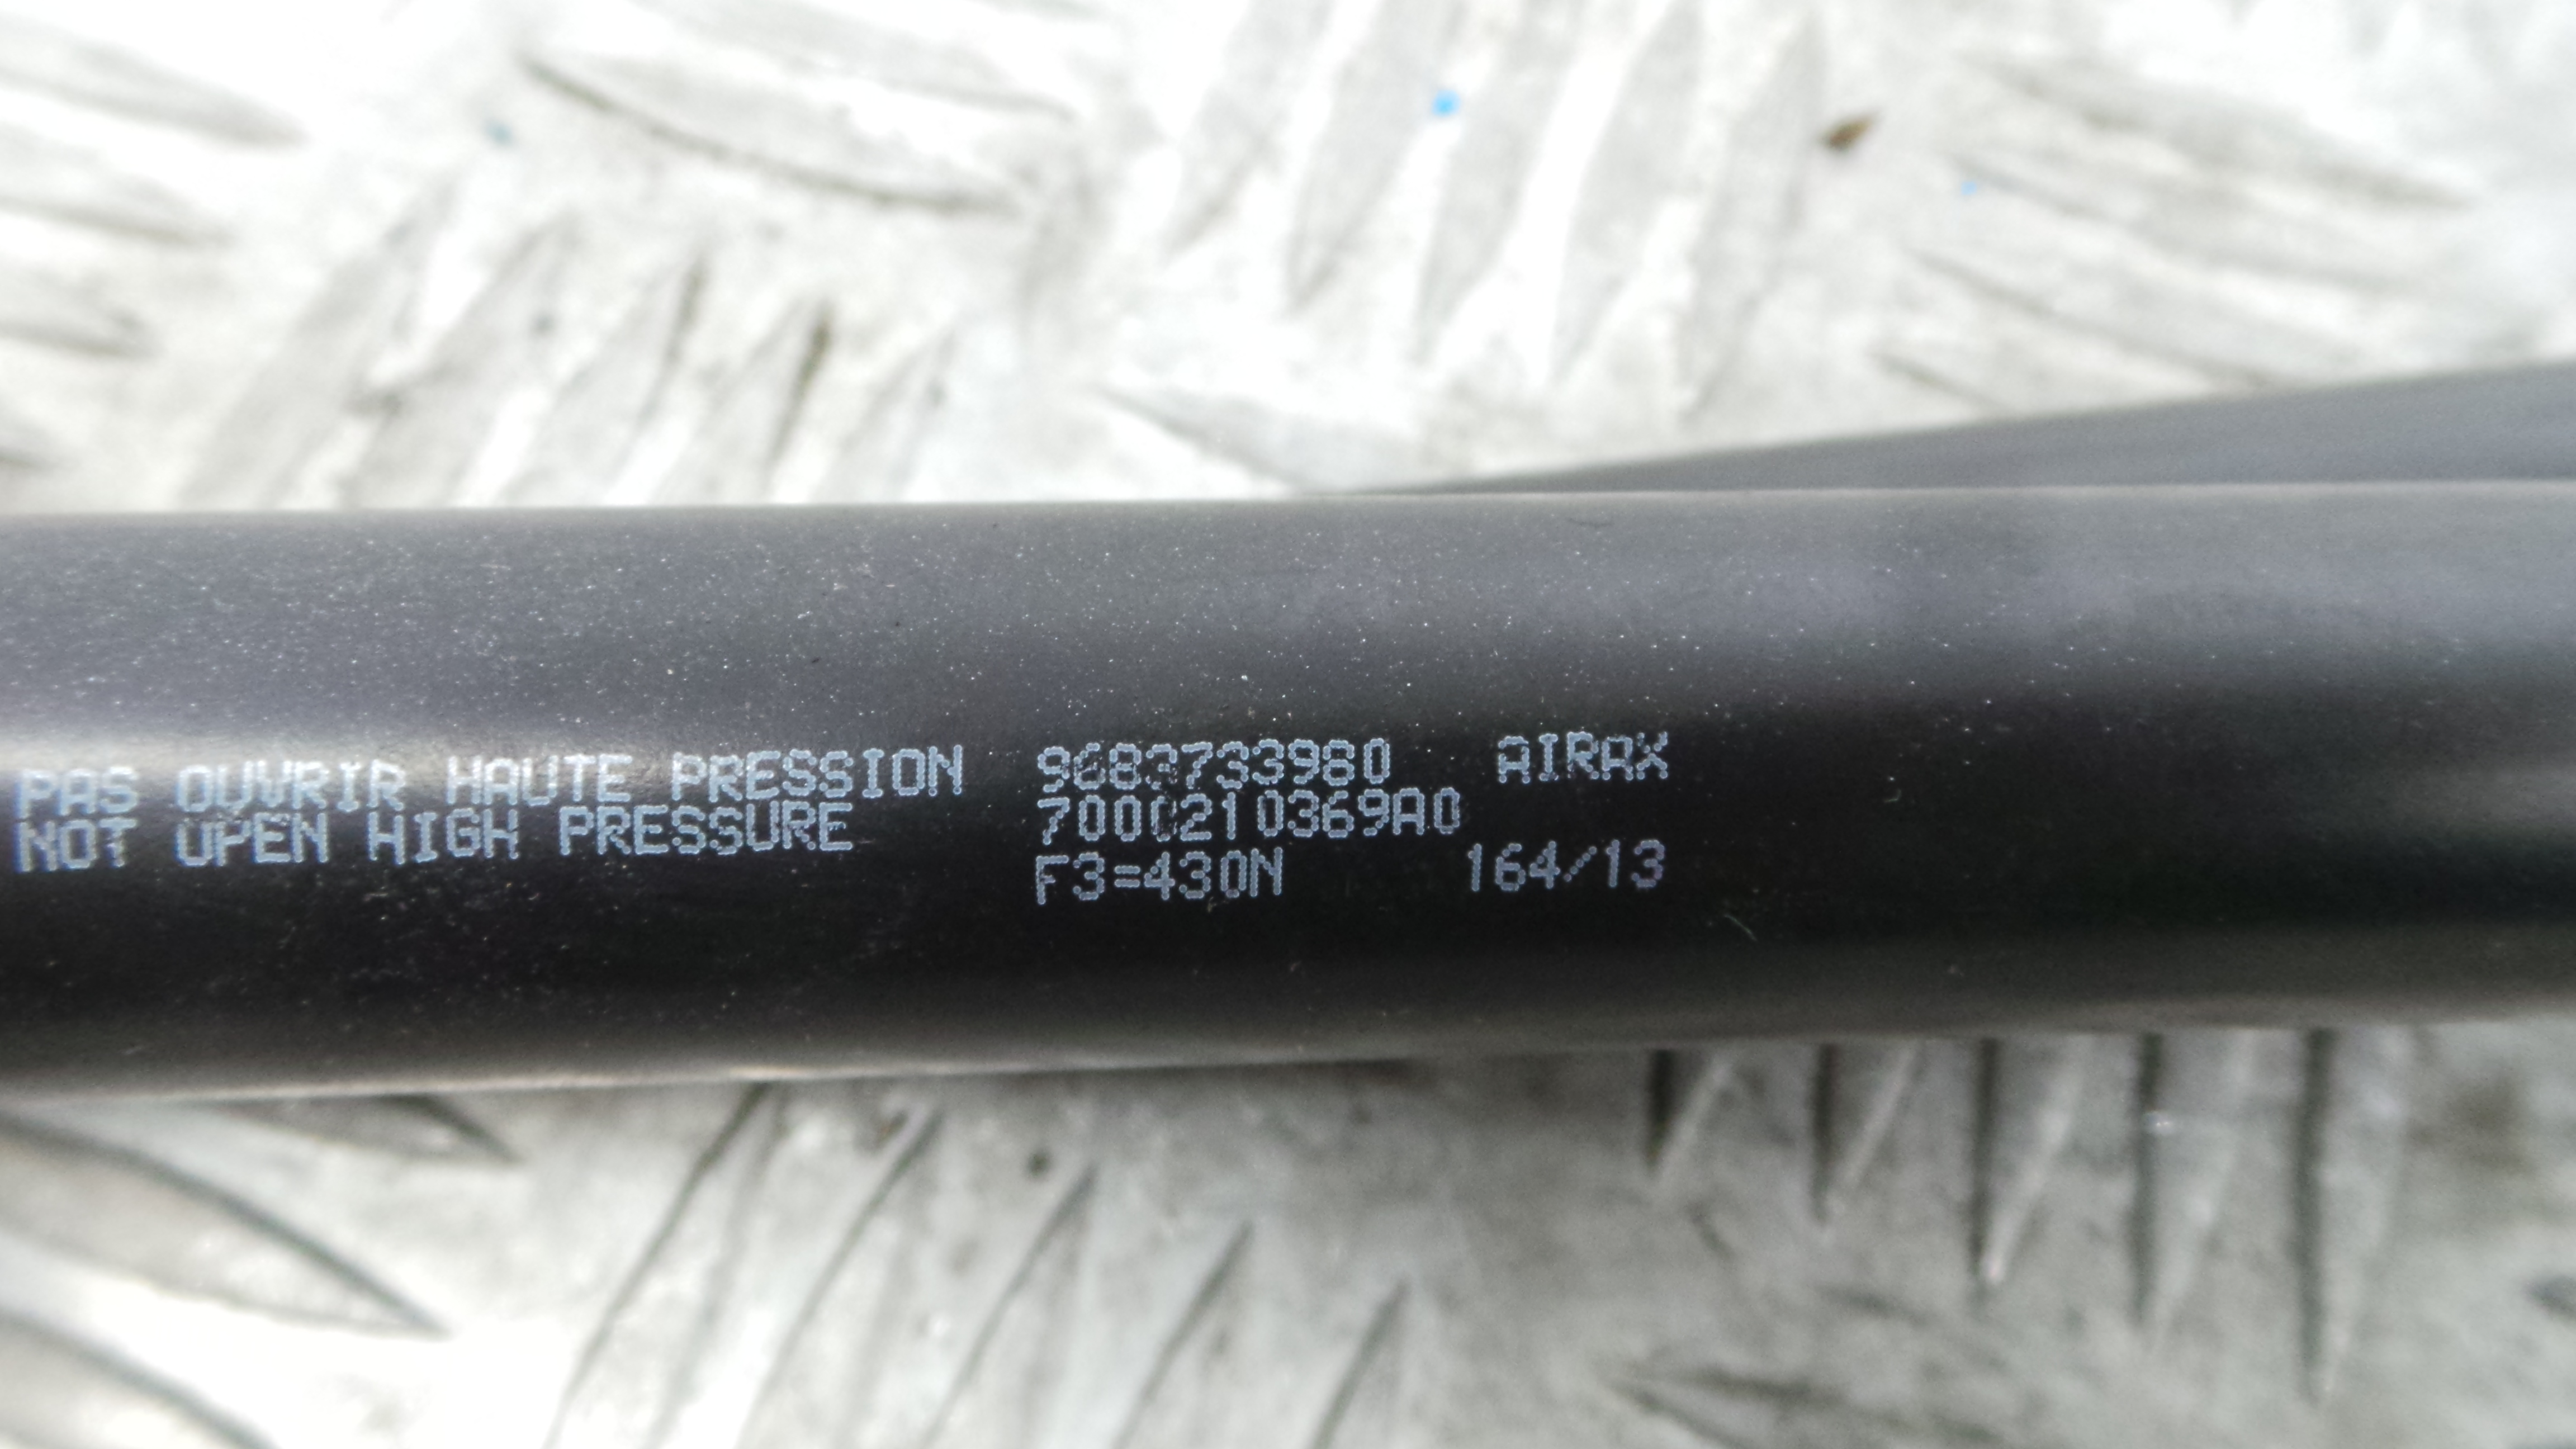 PAS OUVRIR HAUTE PRESSION 9683733980 AIRAX
NOT OPEN HIGH PRESSURE 7000210369A0
F3=430N 164/13